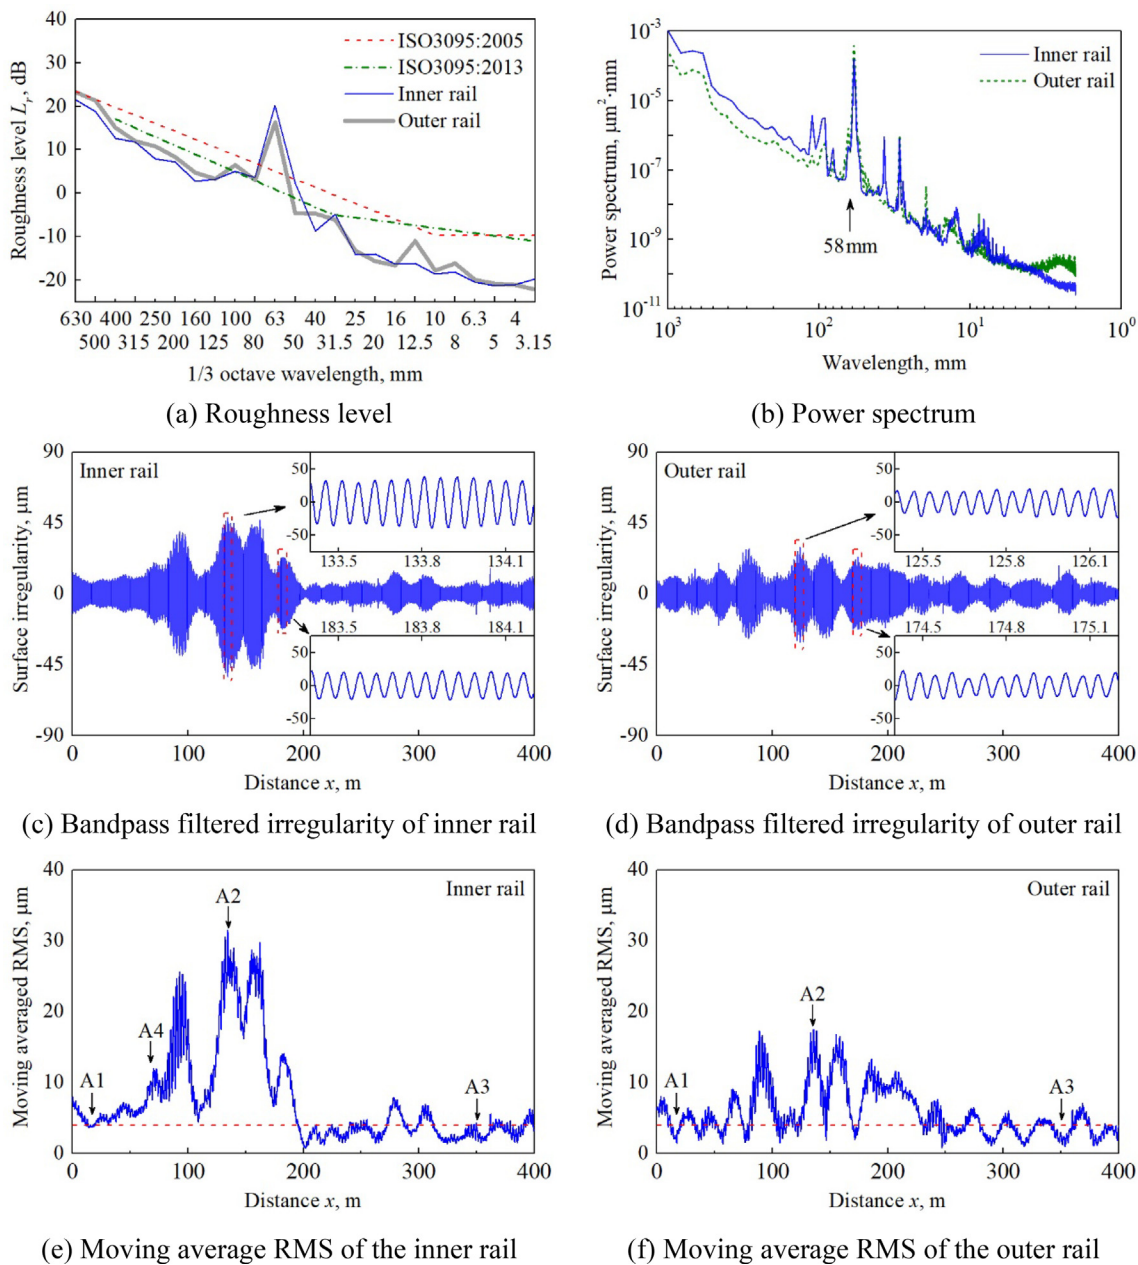 40
30
20
10
0
-10
-20
Roughness level Lr, dB
ISO3095:2005
ISO3095:2013
Inner rail
Outer rail
630 400 250 160 100 63 40 25 16 10 6.3 4
500 315 200 125 80 50 31.5 20 12.5 8 5 3.15
1/3 octave wavelength, mm
(a) Roughness level
10-3
10-5
10-7
10-9
10-11
Power spectrum, μm2·mm
Inner rail
Outer rail
58mm
103 102 101 100
Wavelength, mm
(b) Power spectrum
90
45
0
-45
-90
Surface irregularity, μm
Inner rail
50
0
-50
133.5 133.8 134.1
183.5 183.8 184.1
50
0
-50
0 100 200 300 400
Distance x, m
(c) Bandpass filtered irregularity of inner rail
90
45
0
-45
-90
Surface irregularity, μm
Outer rail
50
0
-50
125.5 125.8 126.1
174.5 174.8 175.1
50
0
-50
0 100 200 300 400
Distance x, m
(d) Bandpass filtered irregularity of outer rail
40
30
20
10
0
Moving averaged RMS, μm
Inner rail
A2
A4
A1
A3
0 100 200 300 400
Distance x, m
(e) Moving average RMS of the inner rail
40
30
20
10
0
Moving averaged RMS, μm
Outer rail
A2
A1
A3
0 100 200 300 400
Distance x, m
(f) Moving average RMS of the outer rail